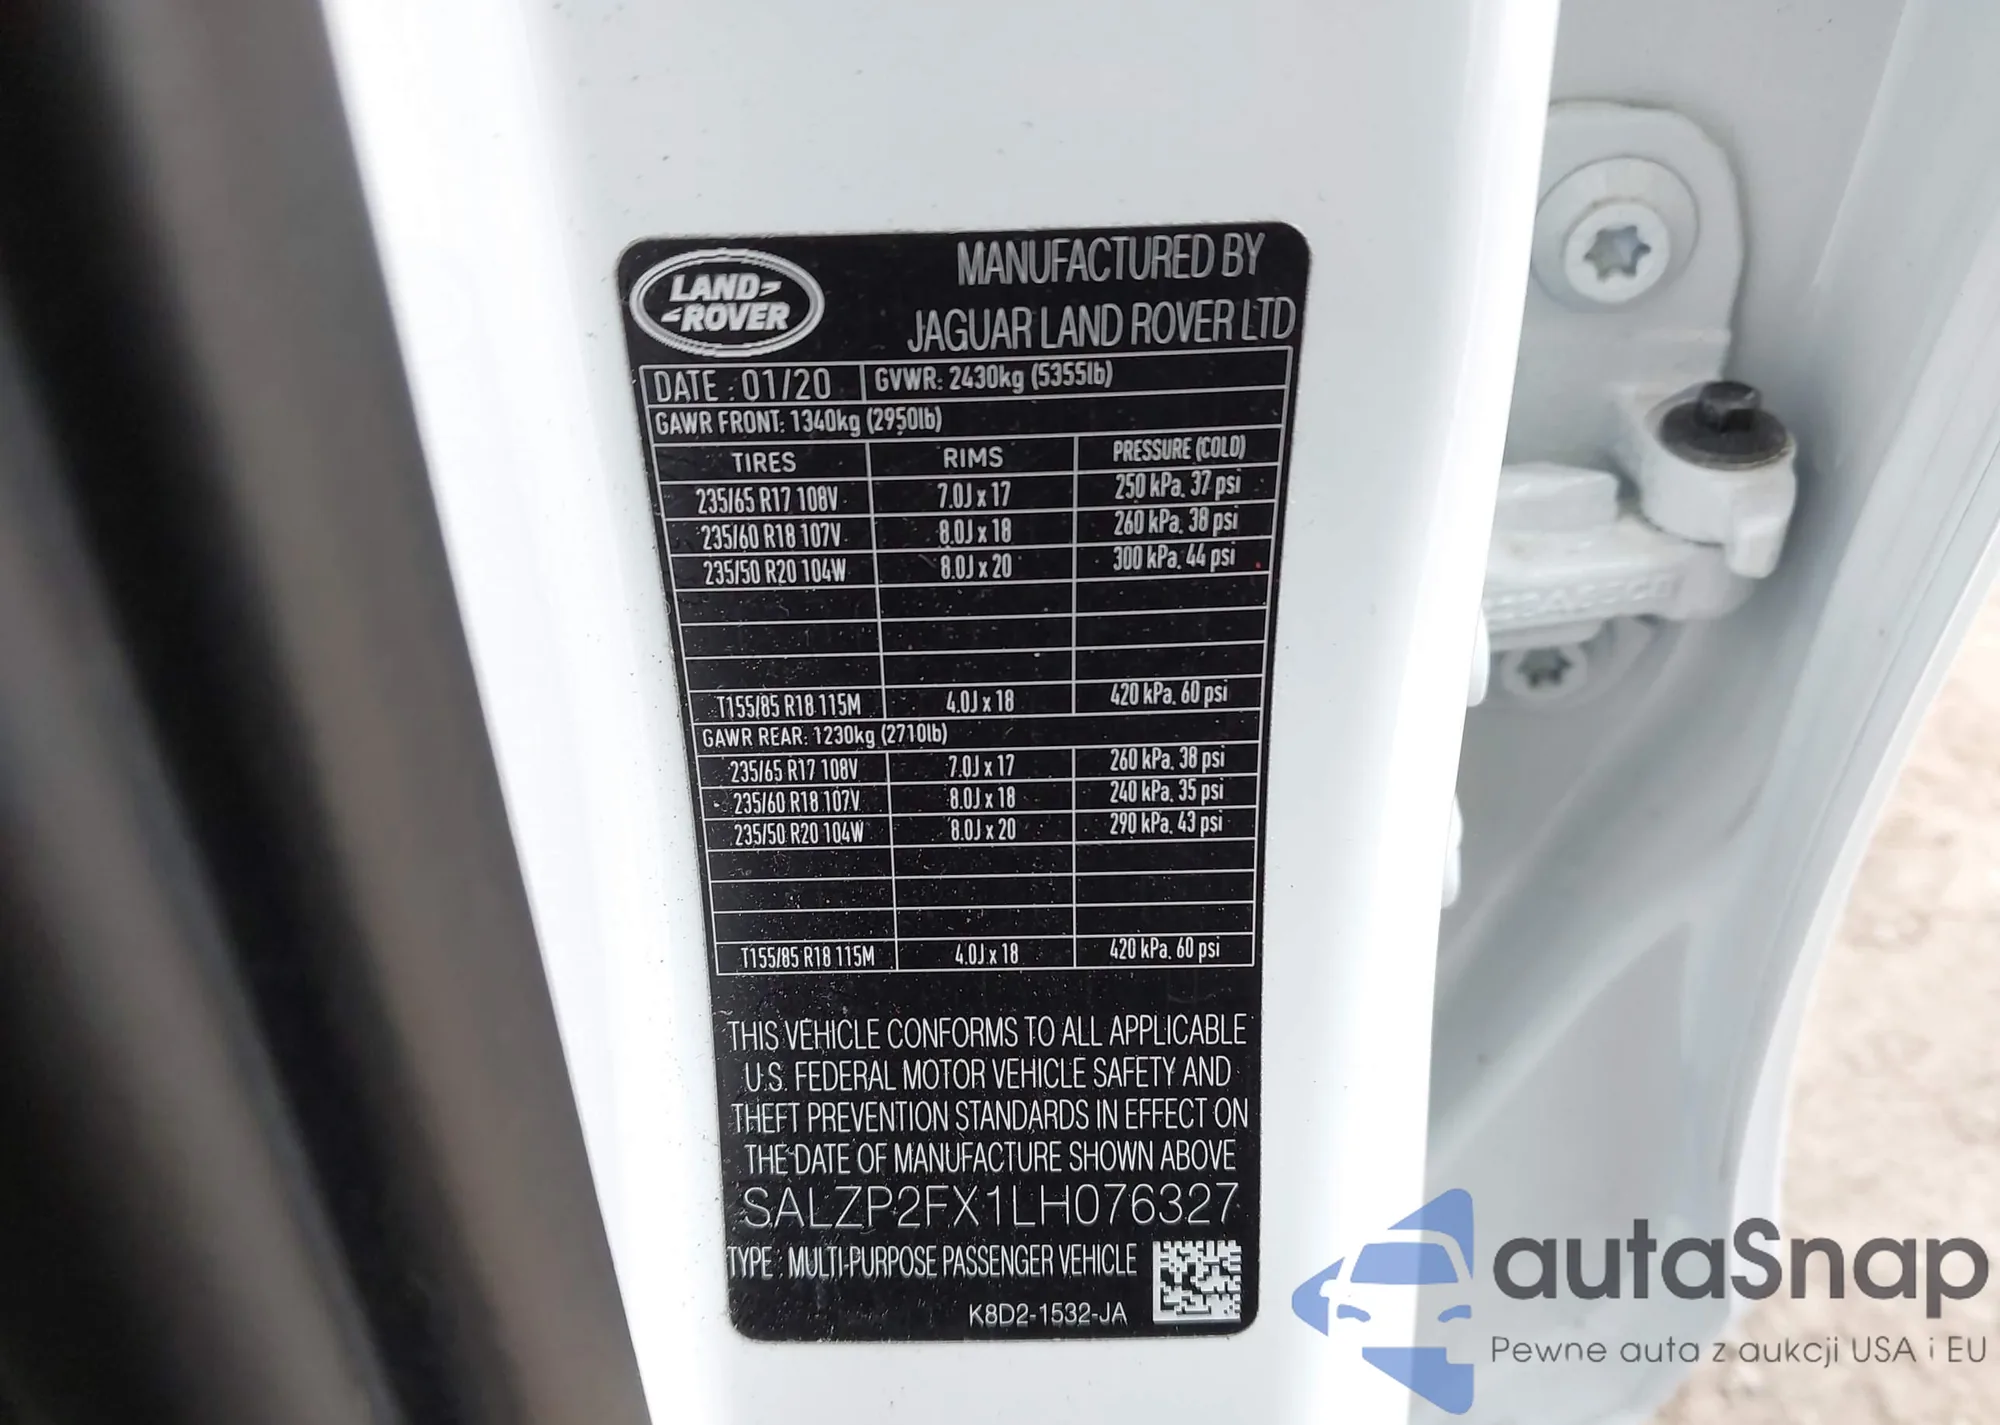 LAND
ROVER
MANUFACTURED BY
JAGUAR LAND ROVER LTD
DATE : 01/20 GVWR: 2430kg (5355lb)
GAWR FRONT: 1340kg (2950lb)
TIRES RIMS PRESSURE (COLD)
235/65 R17 108V 7.0J x 17 250 kPa. 37 psi
235/60 R18 107V 8.0J x 18 260 kPa. 38 psi
235/50 R20 104W 8.0J x 20 300 kPa. 44 psi
T155/85 R18 115M 4.0J x 18 420 kPa. 60 psi
GAWR REAR: 1230kg (2710lb)
235/65 R17 108V 7.0J x 17 260 kPa. 38 psi
235/60 R18 107V 8.0J x 18 240 kPa. 35 psi
235/50 R20 104W 8.0J x 20 290 kPa. 43 psi
T155/85 R18 115M 4.0J x 18 420 kPa. 60 psi
THIS VEHICLE CONFORMS TO ALL APPLICABLE
U.S. FEDERAL MOTOR VEHICLE SAFETY AND
THEFT PREVENTION STANDARDS IN EFFECT ON
THE DATE OF MANUFACTURE SHOWN ABOVE
SALZP2FX1LH076327
TYPE : MULTI-PURPOSE PASSENGER VEHICLE
K8D2-1532-JA
autaSnap
Pewne auta z aukcji USA i EU